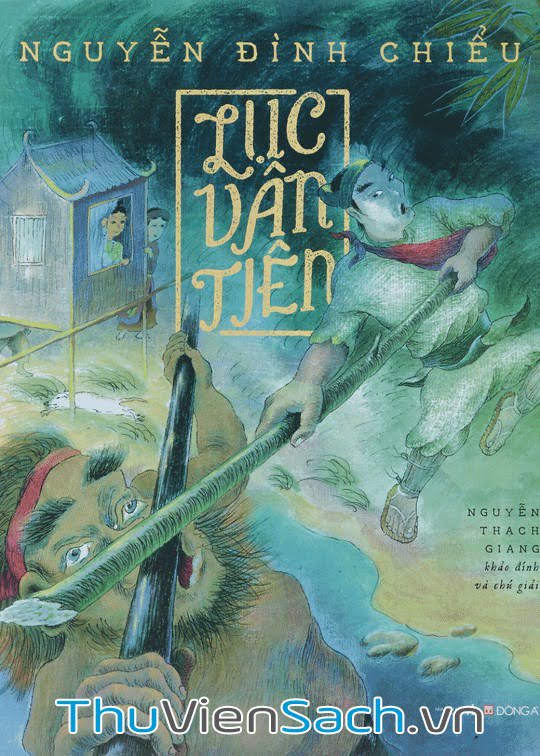 NGUYỄN ĐÌNH CHIỂU
LỤC
VÂN
TIÊN
NGUYỄN
THẠCH
GIANG
khảo đính
và chú giải
ĐÔNG A
ThuVienSach.vn